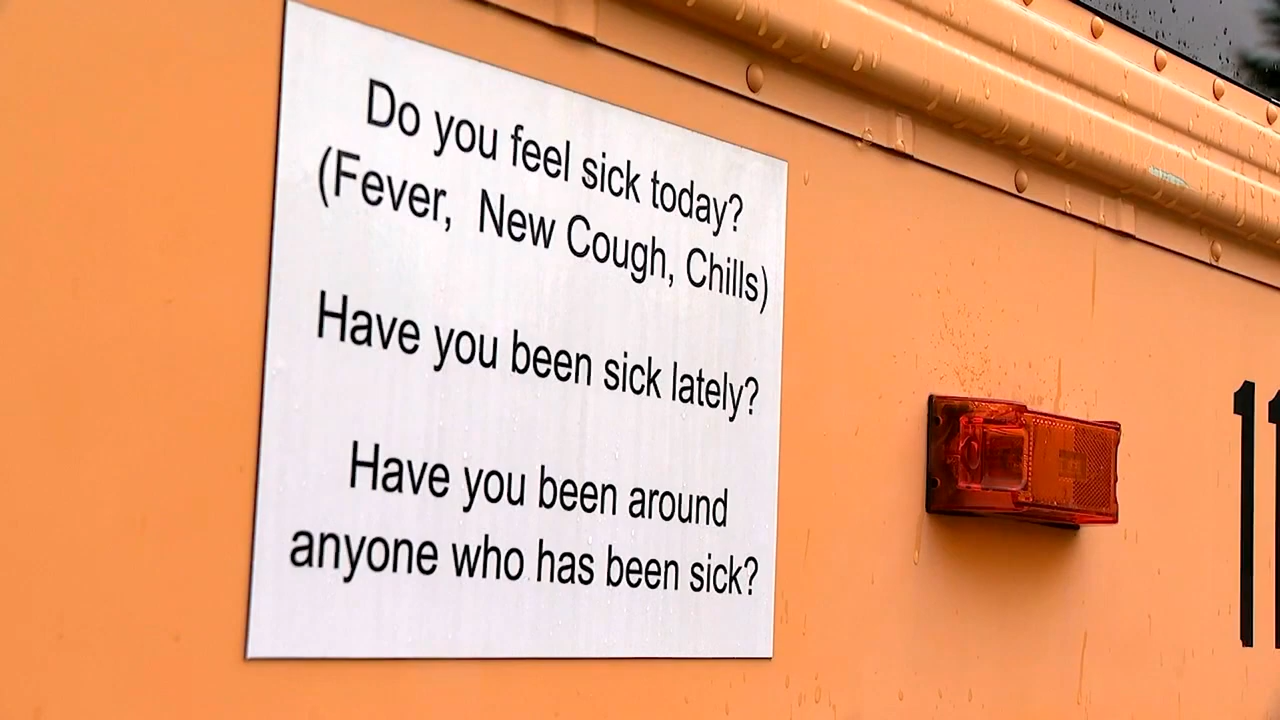 Do you feel sick today?
(Fever, New Cough, Chills)
Have you been sick lately?
Have you been around
anyone who has been sick?
11